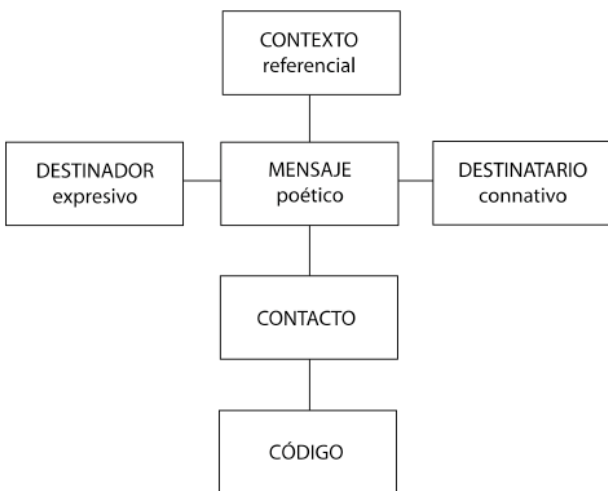 CONTEXTO
referencial
DESTINADOR
expresivo
MENSAJE
poético
DESTINATARIO
connativo
CONTACTO
CÓDIGO